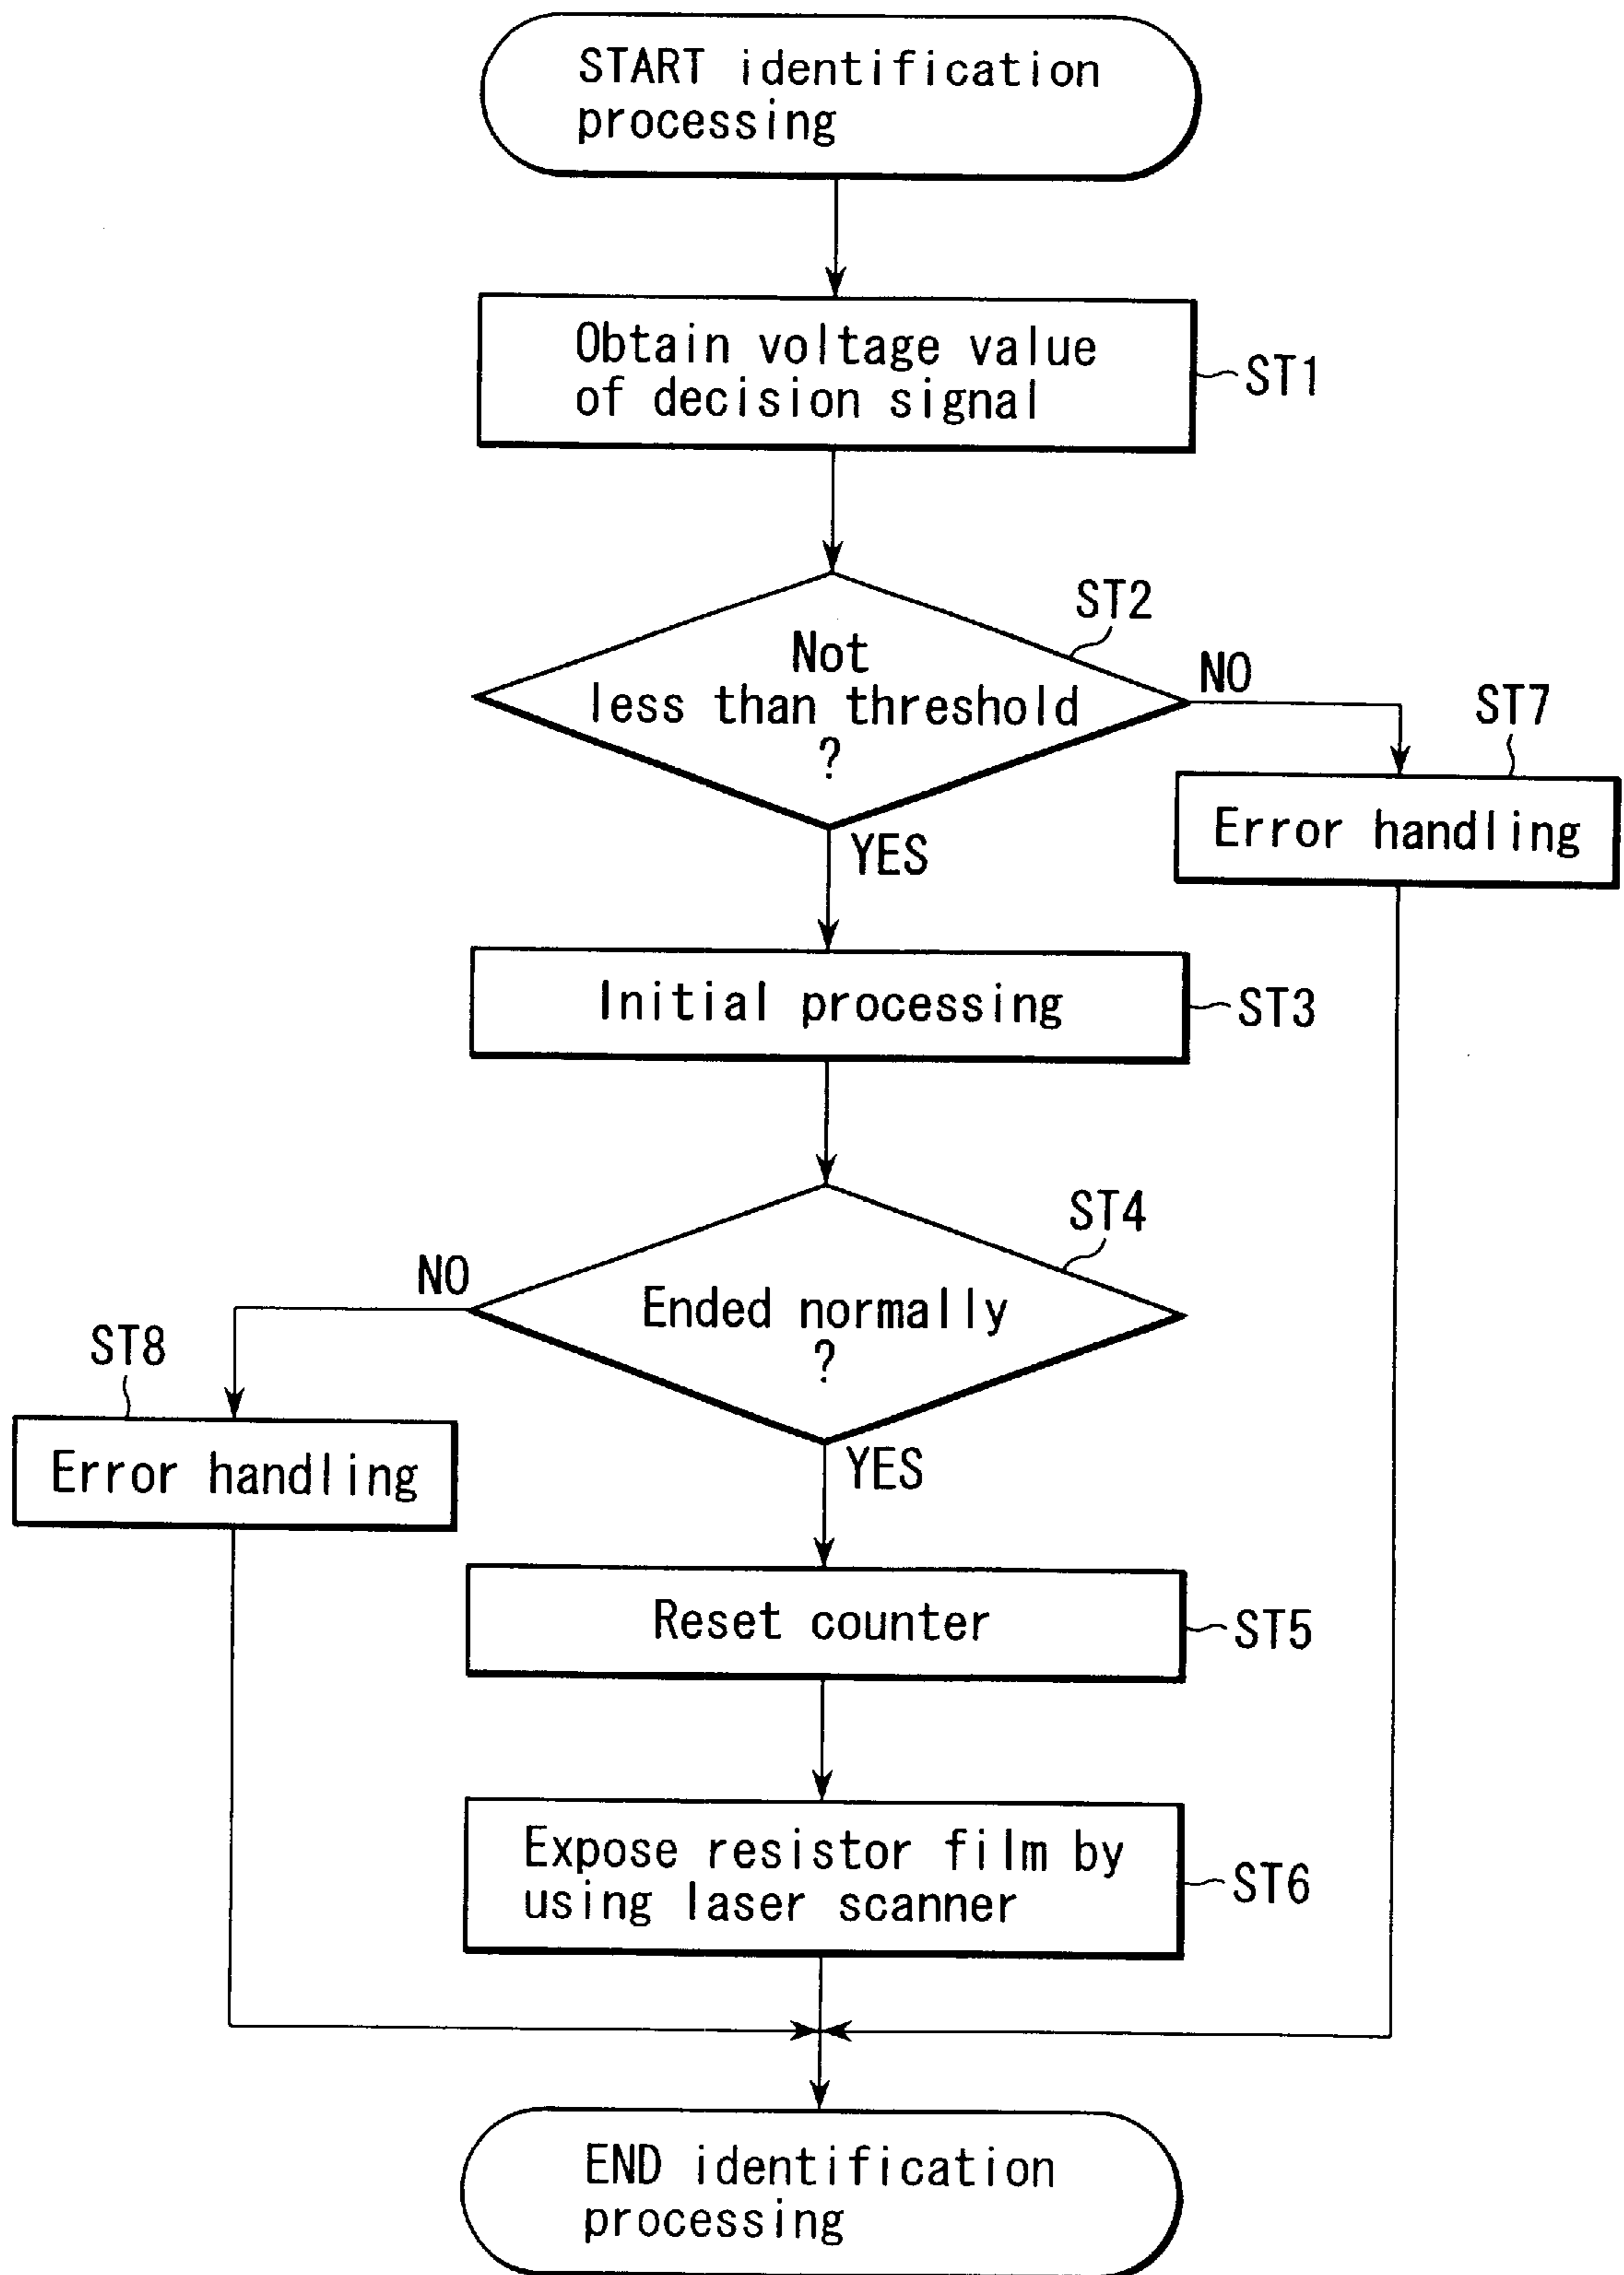 START identification
processing
Obtain voltage value
of decision signal
ST1
ST2
Not
less than threshold
?
NO
ST7
Error handling
YES
Initial processing
ST3
ST4
NO
Ended normally
?
ST8
Error handling
YES
Reset counter
ST5
Expose resistor film by
using laser scanner
ST6
END identification
processing